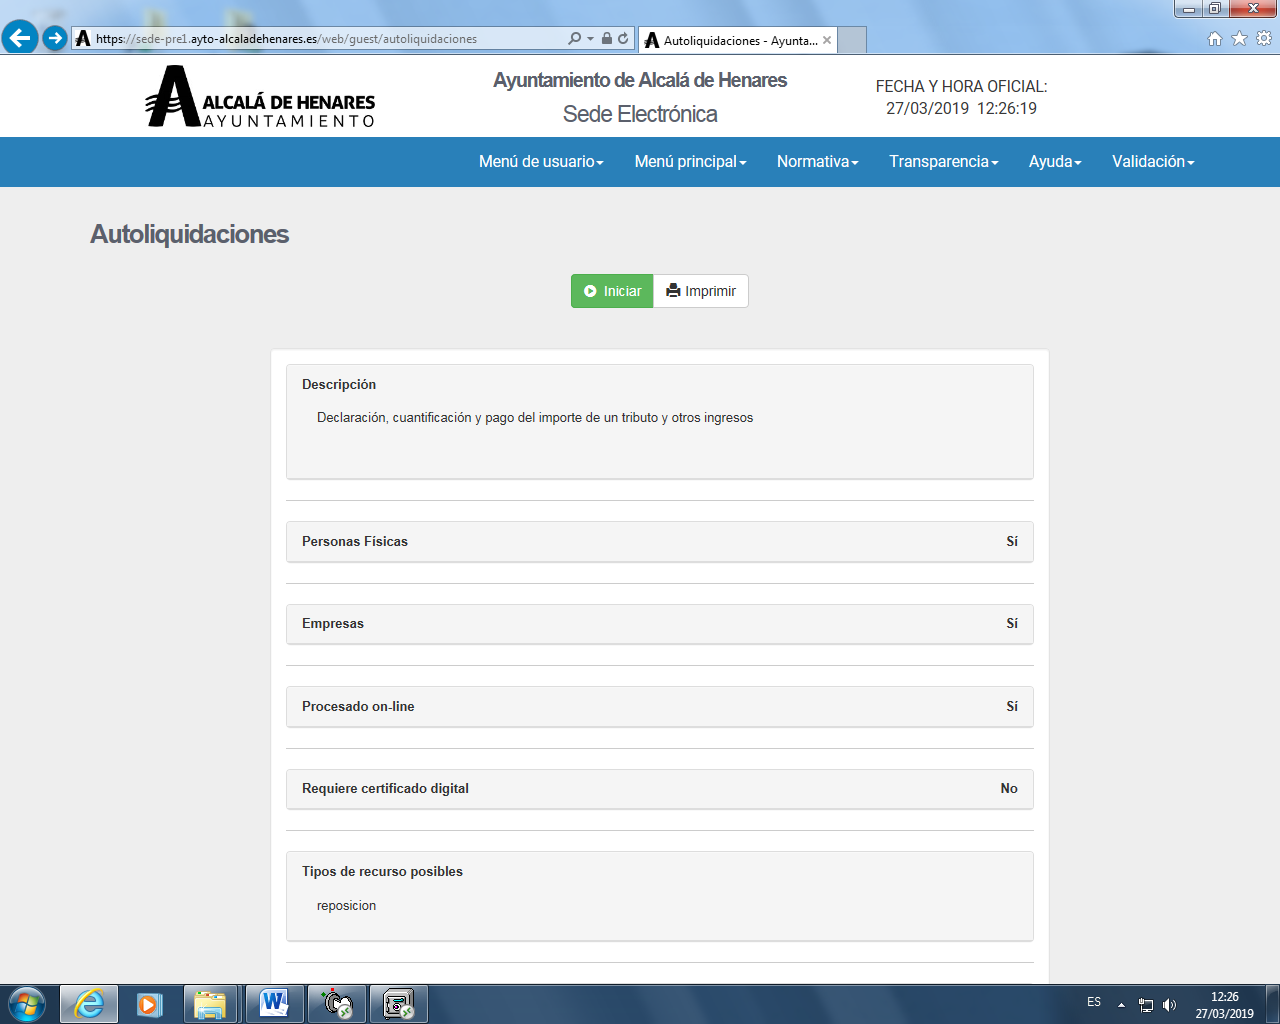 https://sede-pre1.ayto-alcaladehenares.es/web/guest/autoliquidaciones
Autoliquidaciones - Ayunta...
ALCALÁ DE HENARES
AYUNTAMIENTO
Ayuntamiento de Alcalá de Henares
Sede Electrónica
FECHA Y HORA OFICIAL:
27/03/2019 12:26:19
Menú de usuario
Menú principal
Normativa
Transparencia
Ayuda
Validación
Autoliquidaciones
Iniciar
Imprimir
Descripción
Declaración, cuantificación y pago del importe de un tributo y otros ingresos
Personas Físicas Sí
Empresas Sí
Procesado on-line Sí
Requiere certificado digital No
Tipos de recurso posibles
reposicion
ES
12:26
27/03/2019